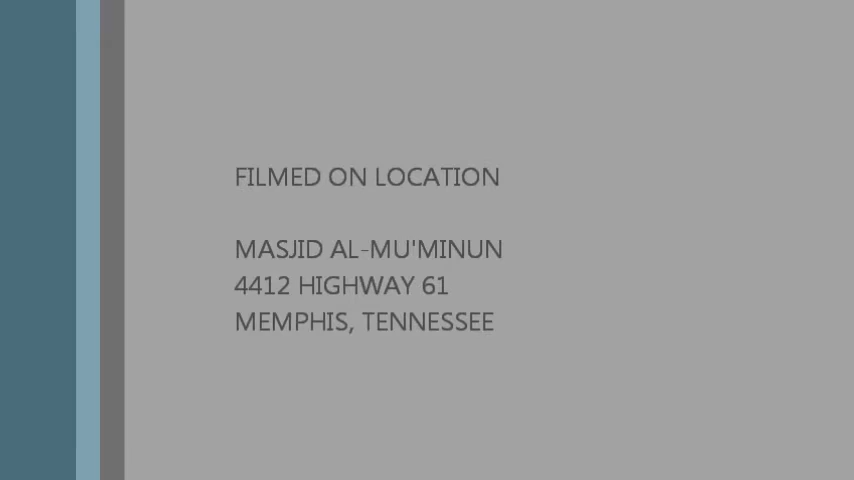 FILMED ON LOCATION
MASJID AL-MU'MINUN
4412 HIGHWAY 61
MEMPHIS, TENNESSEE